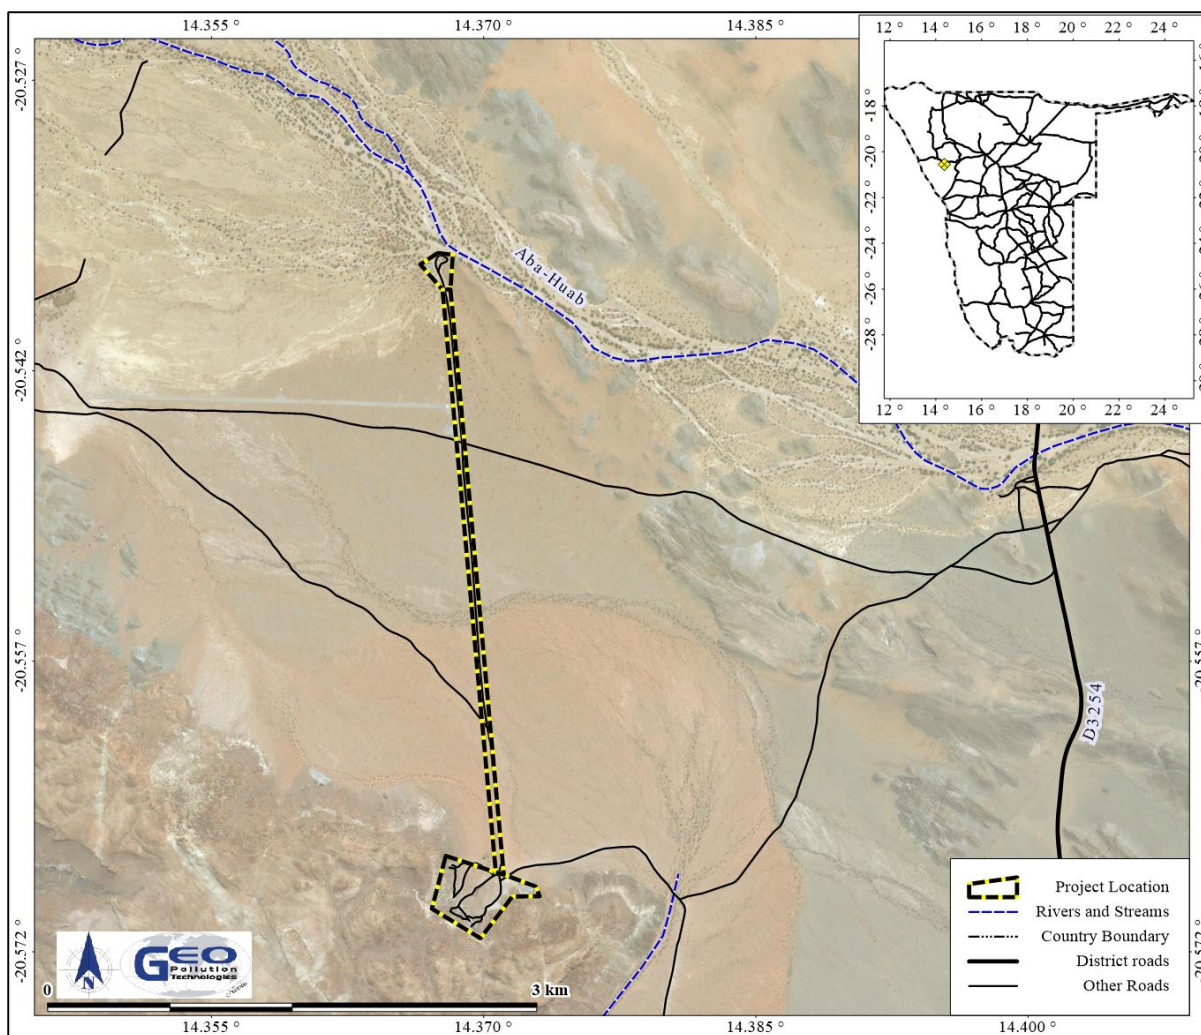 14.355 °
14.370 °
14.385 °
-20.527
-18 °
-20 °
-22 °
-24 °
-26 °
-28 °
12 °
14 °
16 °
18 °
20 °
22 °
24 °
Aba-Huab
-20.557 °
-20.557 °
D3254
Project Location
Rivers and Streams
Country Boundary
District roads
Other Roads
-20.572 °
GEO
Pollution
Technologies
N
0
3 km
14.355 °
14.370 °
14.385 °
14.400 °